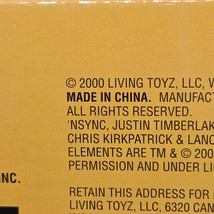 © 2000 LIVING TOYZ, LLC, W
MADE IN CHINA. MANUFACT
ALL RIGHTS RESERVED.
'NSYNC, JUSTIN TIMBERLAK
CHRIS KIRKPATRICK & LANC
ELEMENTS ARE TM & © 200
PERMISSION AND UNDER LI
NC.
RETAIN THIS ADDRESS FOR
LIVING TOYZ, LLC, 6320 CAN